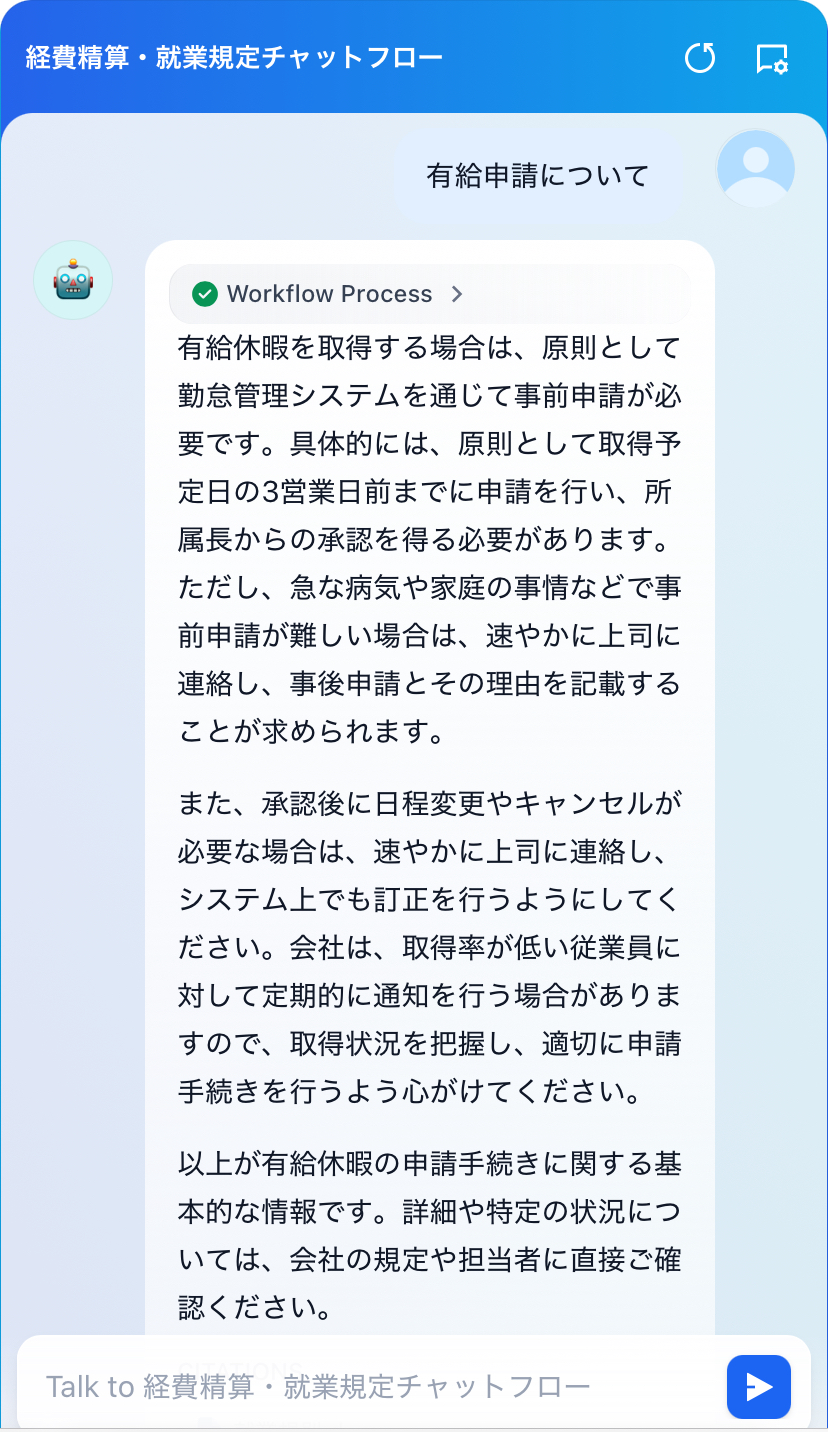 経費精算・就業規定チャットフロー
有給申請について
Workflow Process
有給休暇を取得する場合は、原則として
勤怠管理システムを通じて事前申請が必
要です。具体的には、原則として取得予
定日の3営業日前までに申請を行い、所
属長からの承認を得る必要があります。
ただし、急な病気や家庭の事情などで事
前申請が難しい場合は、速やかに上司に
連絡し、事後申請とその理由を記載する
ことが求められます。
また、承認後に日程変更やキャンセルが
必要な場合は、速やかに上司に連絡し、
システム上でも訂正を行うようにしてく
ださい。会社は、取得率が低い従業員に
対して定期的に通知を行う場合がありま
すので、取得状況を把握し、適切に申請
手続きを行うよう心がけてください。
以上が有給休暇の申請手続きに関する基
本的な情報です。詳細や特定の状況につ
いては、会社の規定や担当者に直接ご確
認ください。
CITATIONS
Talk to 経費精算・就業規定チャットフロー